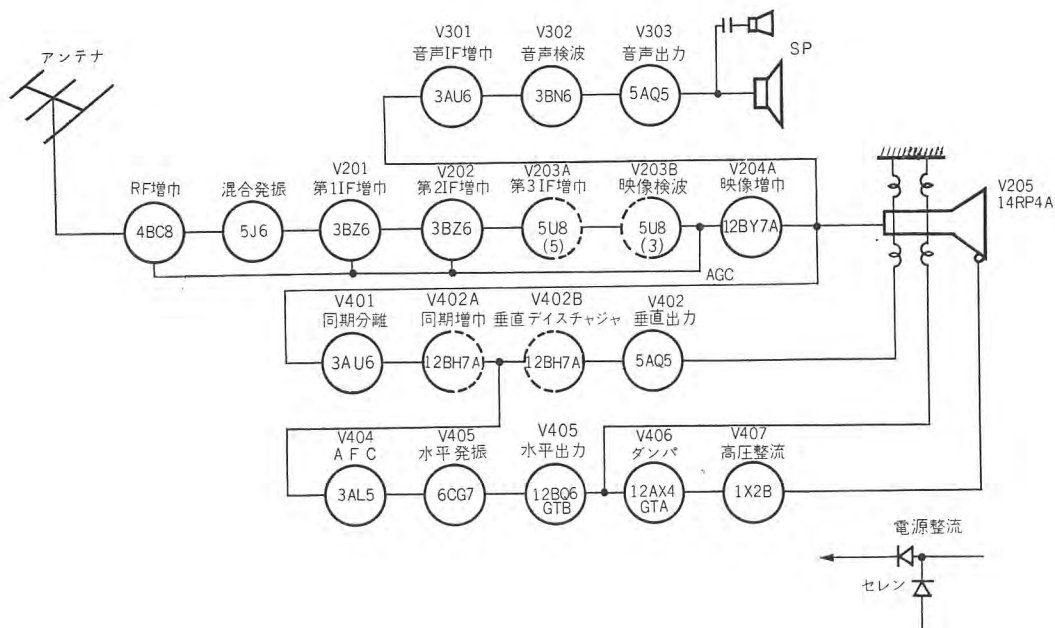 アンテナ
V301
音声IF増巾
3AU6
V302
音声検波
3BN6
V303
音声出力
5AQ5
SP
RF増巾
4BC8
混合発振
5J6
V201
第1IF増巾
3BZ6
V202
第2IF増巾
3BZ6
V203A
第3IF増巾
5U8
(5)
V203B
映像検波
5U8
(3)
V204A
映像増巾
12BY7A
AGC
V205
14RP4A
V401
同期分離
3AU6
V402A
同期増巾
12BH7A
V402B
垂直デイスチャジャ
12BH7A
V402
垂直出力
5AQ5
V404
AFC
3AL5
V405
水平発振
6CG7
V405
水平出力
12BQ6
GTB
V406
ダンパ
12AX4
GTA
V407
高圧整流
1X2B
電源整流
セレン